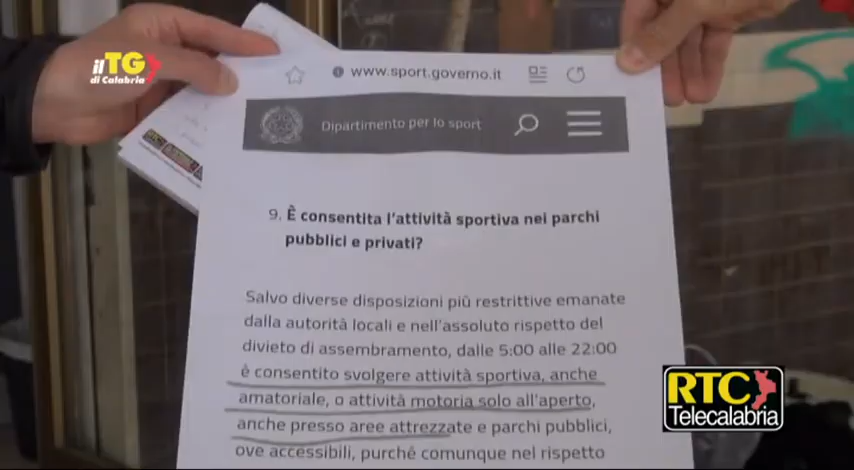 ilTG
di Calabria
www.sport.governo.it
Dipartimento per lo sport
9. È consentita l'attività sportiva nei parchi
pubblici e privati?
Salvo diverse disposizioni più restrittive emanate
dalla autorità locali e nell'assoluto rispetto del
divieto di assembramento, dalle 5:00 alle 22:00
è consentito svolgere attività sportiva, anche
amatoriale, o attività motoria solo all'aperto,
anche presso aree attrezzate e parchi pubblici,
ove accessibili, purché comunque nel rispetto
RTC
Telecalabria